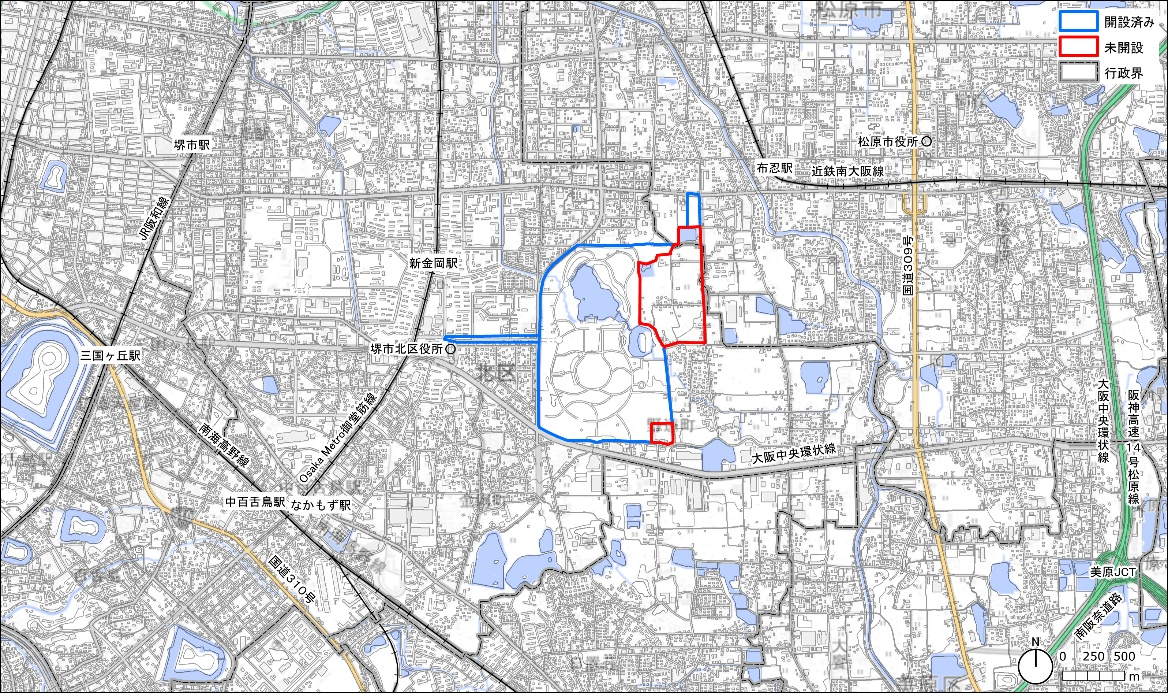 松原市
開設済み
未開設
行政界
堺市駅
松原市役所
布忍駅
近鉄南大阪線
JR阪和線
国道309号
新金岡駅
堺市北区役所
三国ヶ丘駅
北区
大阪中央環状線
阪神高速14号松原線
南海高野線
Osaka Metro御堂筋線
大阪中央環状線
中百舌鳥駅
なかもず駅
国道310号
美原JCT
南阪奈道路
N
0 250 500
m